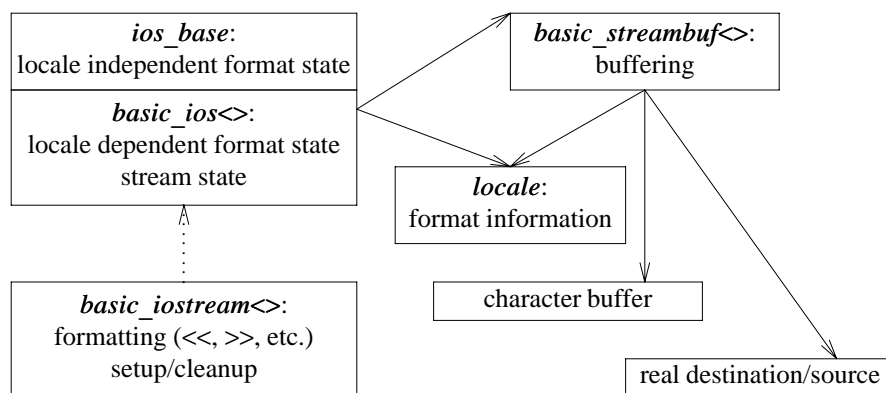 ios_base:
locale independent format state
basic_ios<>:
locale dependent format state
stream state
basic_streambuf<>:
buffering
locale:
format information
character buffer
basic_iostream<>:
formatting (<<, >>, etc.)
setup/cleanup
real destination/source